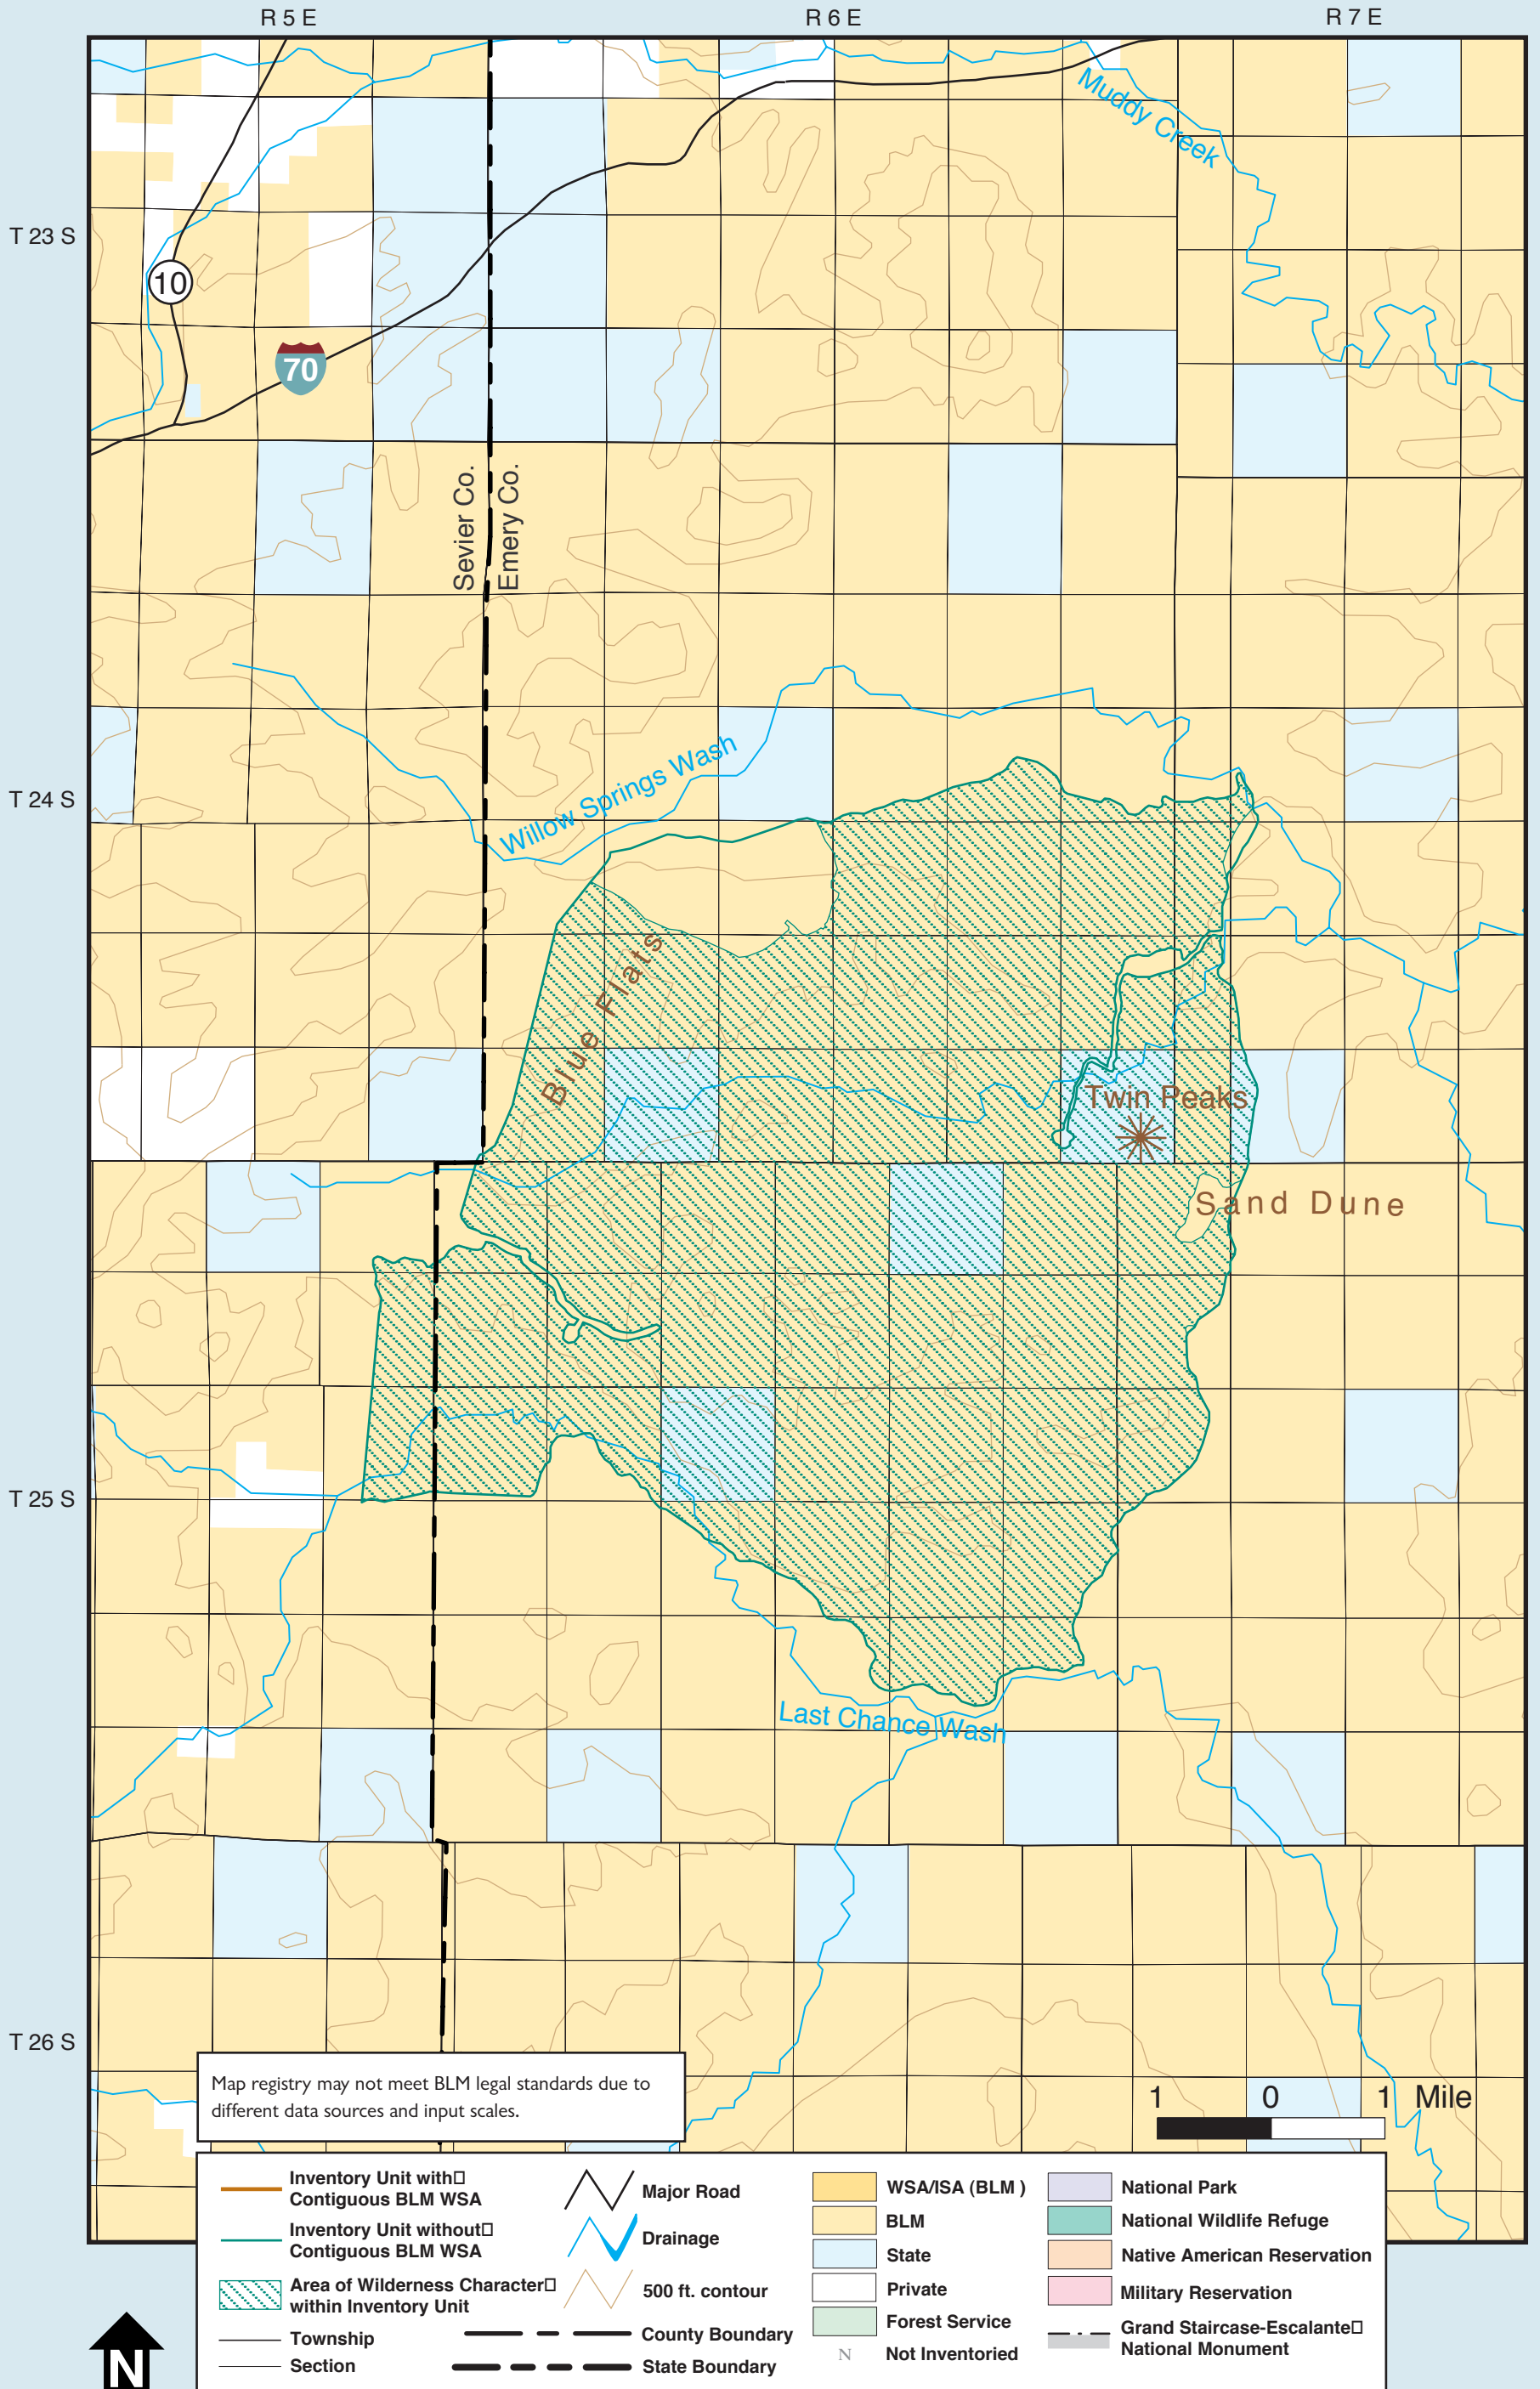 R 5 E
R 6 E
R 7 E
Muddy Creek
T 23 S
10
70
Sevier Co.
Emery Co.
Willow Springs Wash
T 24 S
Blue Flats
Twin Peaks
Sand Dune
T 25 S
Last Chance Wash
T 26 S
Map registry may not meet BLM legal standards due to
different data sources and input scales.
1 0 1 Mile
Inventory Unit with□
Contiguous BLM WSA
Inventory Unit without□
Contiguous BLM WSA
Area of Wilderness Character□
within Inventory Unit
Township
Section
Major Road
Drainage
500 ft. contour
County Boundary
State Boundary
WSA/ISA (BLM )
BLM
State
Private
Forest Service
N Not Inventoried
National Park
National Wildlife Refuge
Native American Reservation
Military Reservation
Grand Staircase-Escalante□
National Monument
N